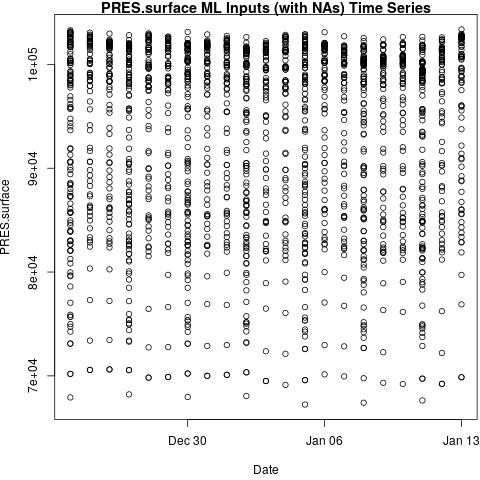 PRES.surface ML Inputs (with NAs) Time Series
1e+05
9e+04
8e+04
7e+04
PRES.surface
Dec 30
Jan 06
Jan 13
Date